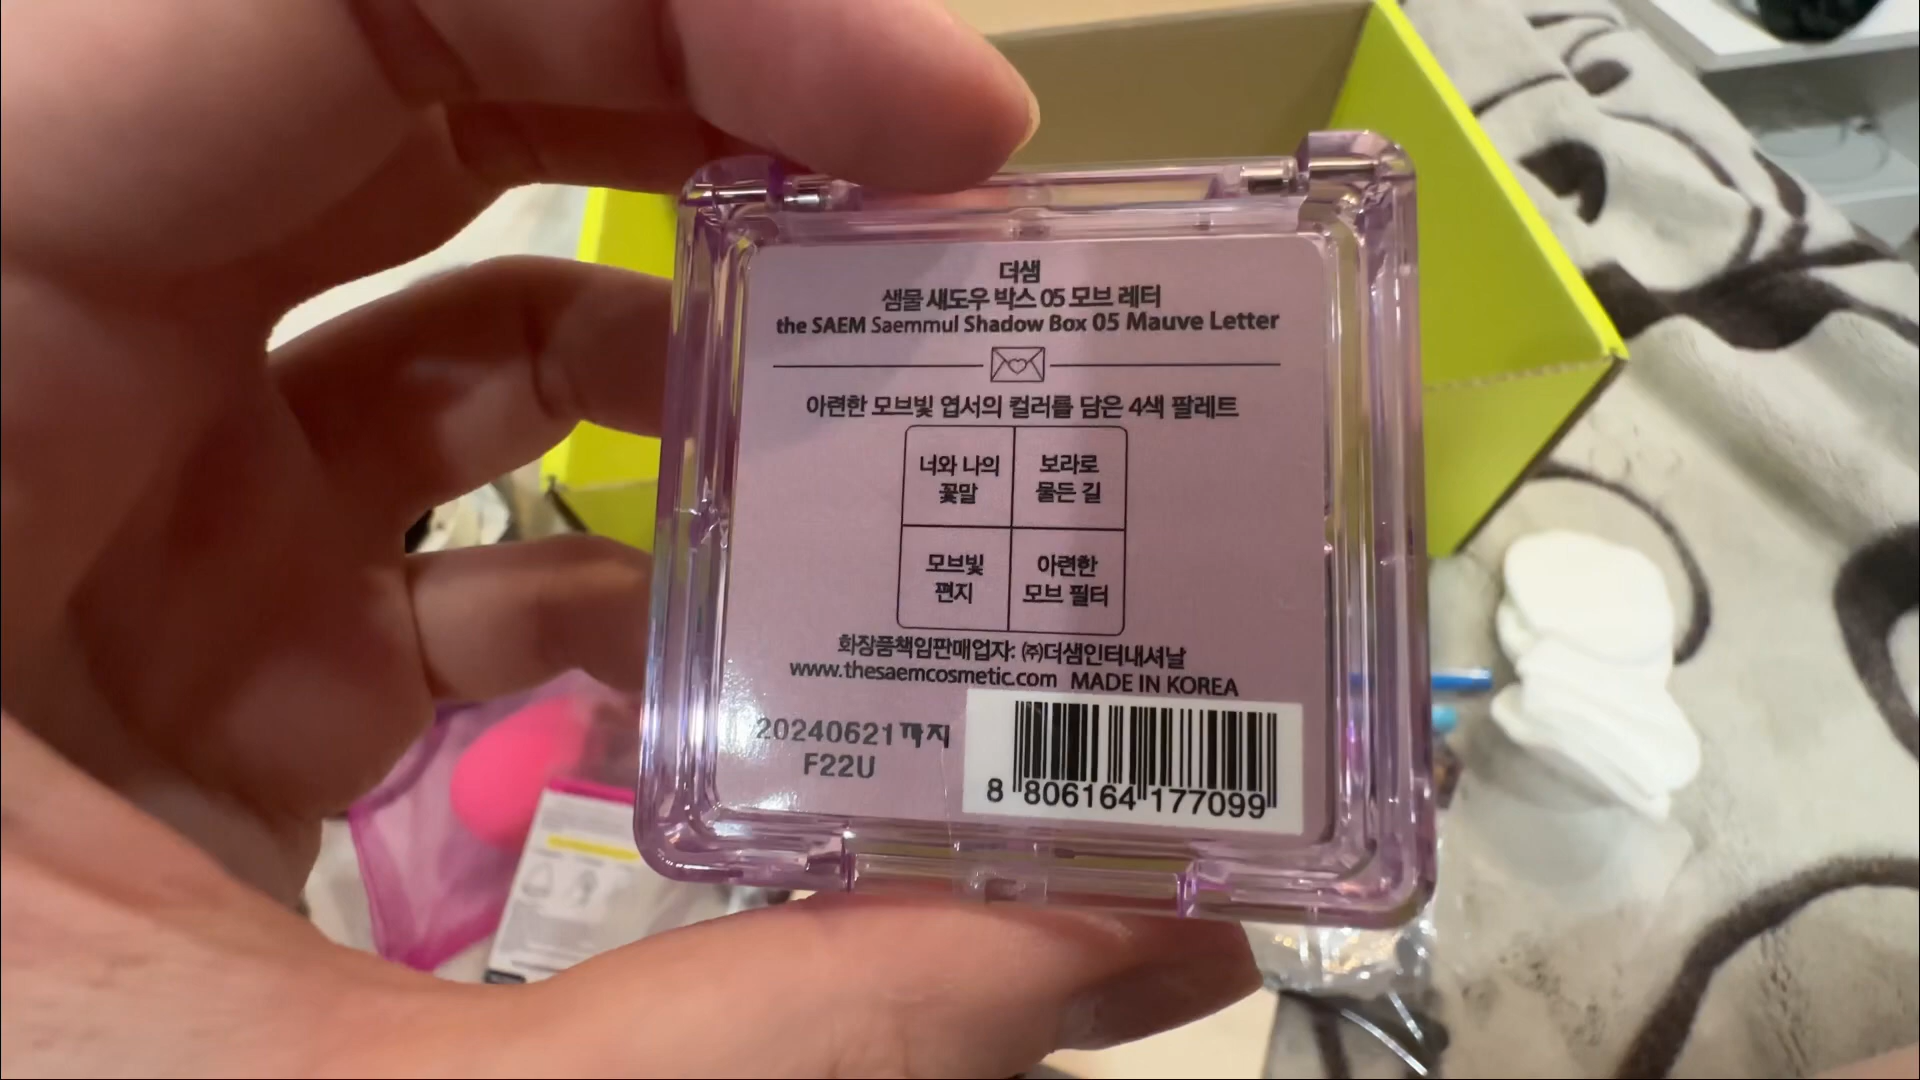 더샘
샘물 섀도우 박스 05 모브 레터
the SAEM Saemmul Shadow Box 05 Mauve Letter
아련한 모브빛 엽서의 컬러를 담은 4색 팔레트
너와 나의
꽃말
보라로
물든 길
모브빛
편지
아련한
모브 필터
화장품책임판매업자: ㈜더샘인터내셔날
www.thesaemcosmetic.com MADE IN KOREA
20240621까지
F22U
8 806164 177099